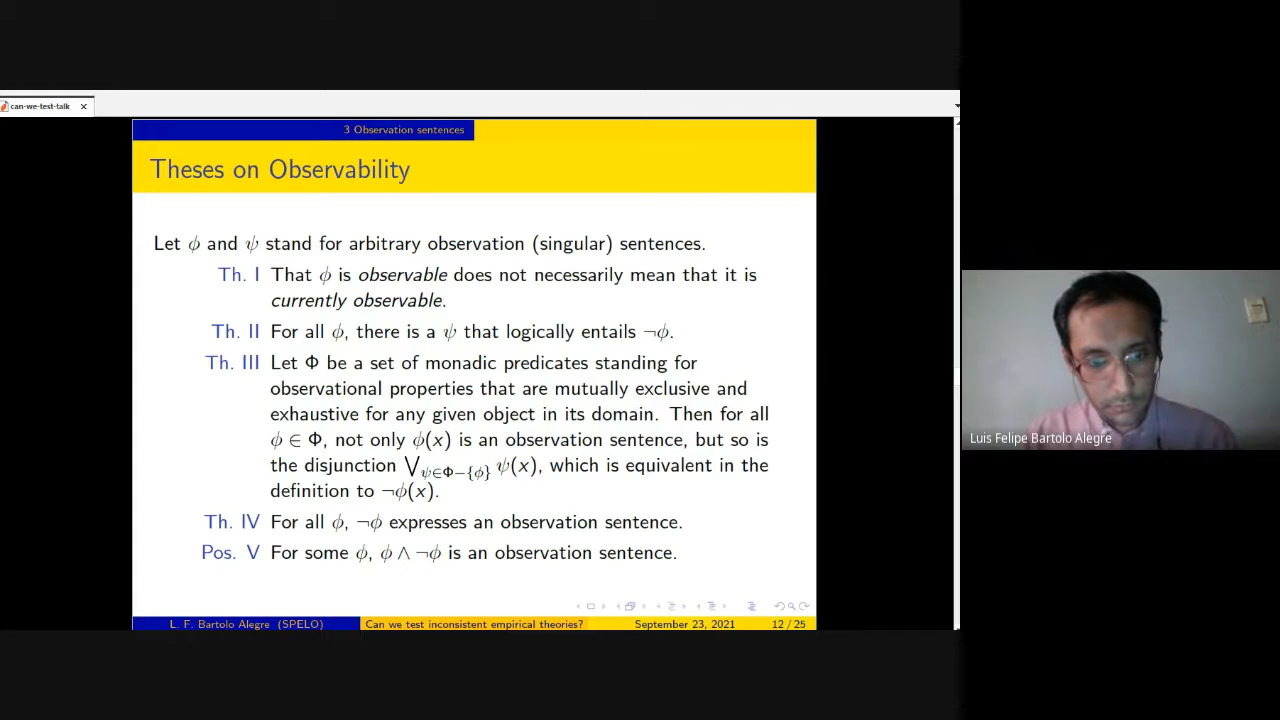 can-we-test-talk
3 Observation sentences
Theses on Observability
Let ϕ and ψ stand for arbitrary observation (singular) sentences.
Th. I That ϕ is observable does not necessarily mean that it is
currently observable.
Th. II For all ϕ, there is a ψ that logically entails ¬ϕ.
Th. III Let Φ be a set of monadic predicates standing for
observational properties that are mutually exclusive and
exhaustive for any given object in its domain. Then for all
ϕ ∈ Φ, not only ϕ(x) is an observation sentence, but so is
the disjunction ⋁ψ∈Φ−{ϕ} ψ(x), which is equivalent in the
definition to ¬ϕ(x).
Th. IV For all ϕ, ¬ϕ expresses an observation sentence.
Pos. V For some ϕ, ϕ ∧ ¬ϕ is an observation sentence.
L. F. Bartolo Alegre (SPELO) Can we test inconsistent empirical theories? September 23, 2021 12 / 25
Luis Felipe Bartolo Alegre